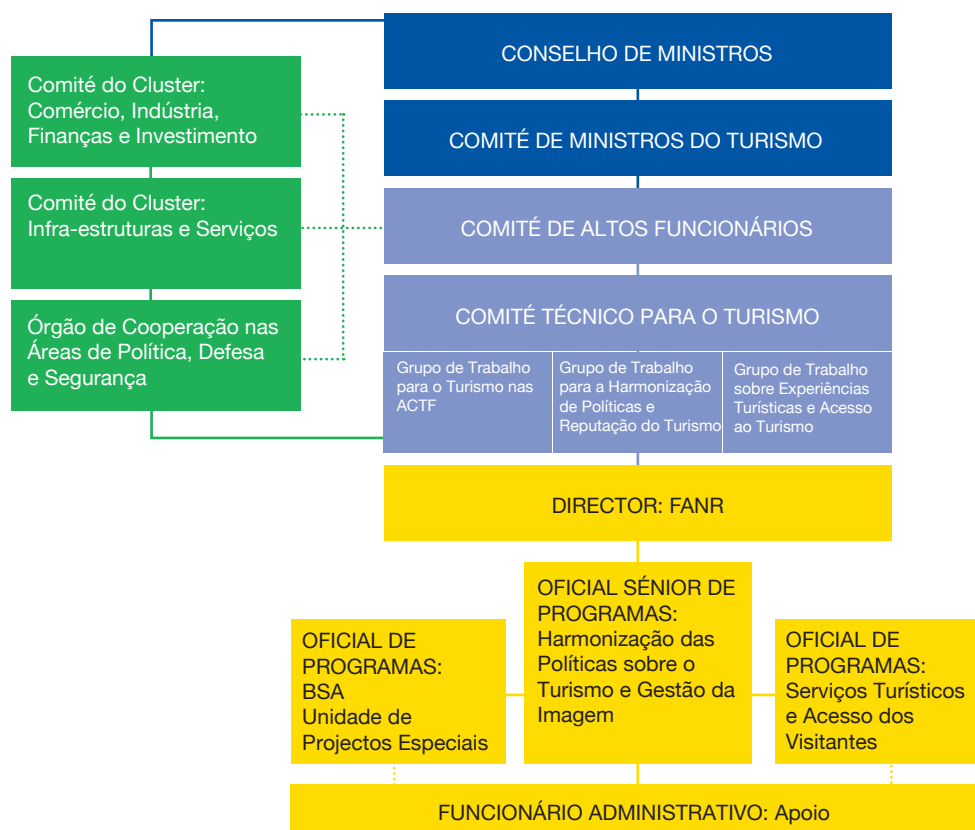 CONSELHO DE MINISTROS
Comité do Cluster:
Comércio, Indústria,
Finanças e Investimento
COMITÉ DE MINISTROS DO TURISMO
Comité do Cluster:
Infra-estruturas e Serviços
COMITÉ DE ALTOS FUNCIONÁRIOS
Órgão de Cooperação nas
Áreas de Política, Defesa
e Segurança
COMITÉ TÉCNICO PARA O TURISMO
Grupo de Trabalho
para o Turismo nas
ACTF
Grupo de Trabalho
para a Harmonização
de Políticas e
Reputação do Turismo
Grupo de Trabalho
sobre Experiências
Turísticas e Acesso
ao Turismo
DIRECTOR: FANR
OFICIAL SÉNIOR DE
PROGRAMAS:
Harmonização das
Políticas sobre o
Turismo e Gestão da
Imagem
OFICIAL DE
PROGRAMAS:
BSA
Unidade de
Projectos Especiais
OFICIAL DE
PROGRAMAS:
Serviços Turísticos
e Acesso dos
Visitantes
FUNCIONÁRIO ADMINISTRATIVO: Apoio